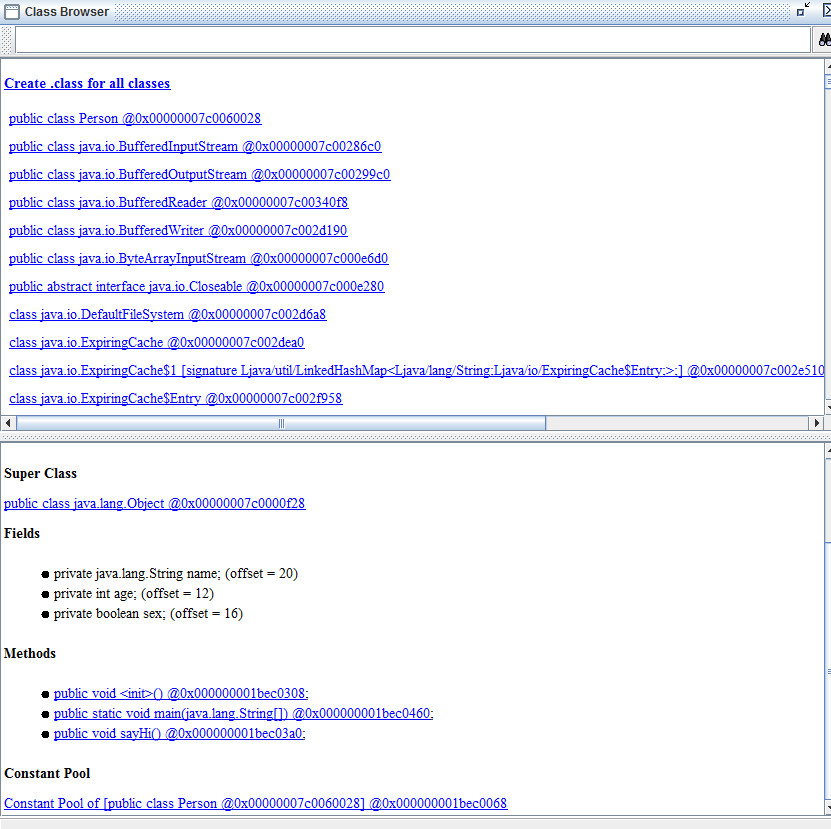 Class Browser
Create .class for all classes
public class Person @0x00000007c0060028
public class java.io.BufferedInputStream @0x00000007c00286c0
public class java.io.BufferedOutputStream @0x00000007c00299c0
public class java.io.BufferedReader @0x00000007c00340f8
public class java.io.BufferedWriter @0x00000007c002d190
public class java.io.ByteArrayInputStream @0x00000007c000e6d0
public abstract interface java.io.Closeable @0x00000007c000e280
class java.io.DefaultFileSystem @0x00000007c002d6a8
class java.io.ExpiringCache @0x00000007c002dea0
class java.io.ExpiringCache$1 [signature Ljava/util/LinkedHashMap<Ljava/lang/String;Ljava/io/ExpiringCache$Entry;>;] @0x00000007c002e510
class java.io.ExpiringCache$Entry @0x00000007c002f958
Super Class
public class java.lang.Object @0x00000007c0000f28
Fields
● private java.lang.String name; (offset = 20)
● private int age; (offset = 12)
● private boolean sex; (offset = 16)
Methods
● public void <init>() @0x000000001bec0308;
● public static void main(java.lang.String[]) @0x000000001bec0460;
● public void sayHi() @0x000000001bec03a0;
Constant Pool
Constant Pool of [public class Person @0x00000007c0060028] @0x000000001bec0068